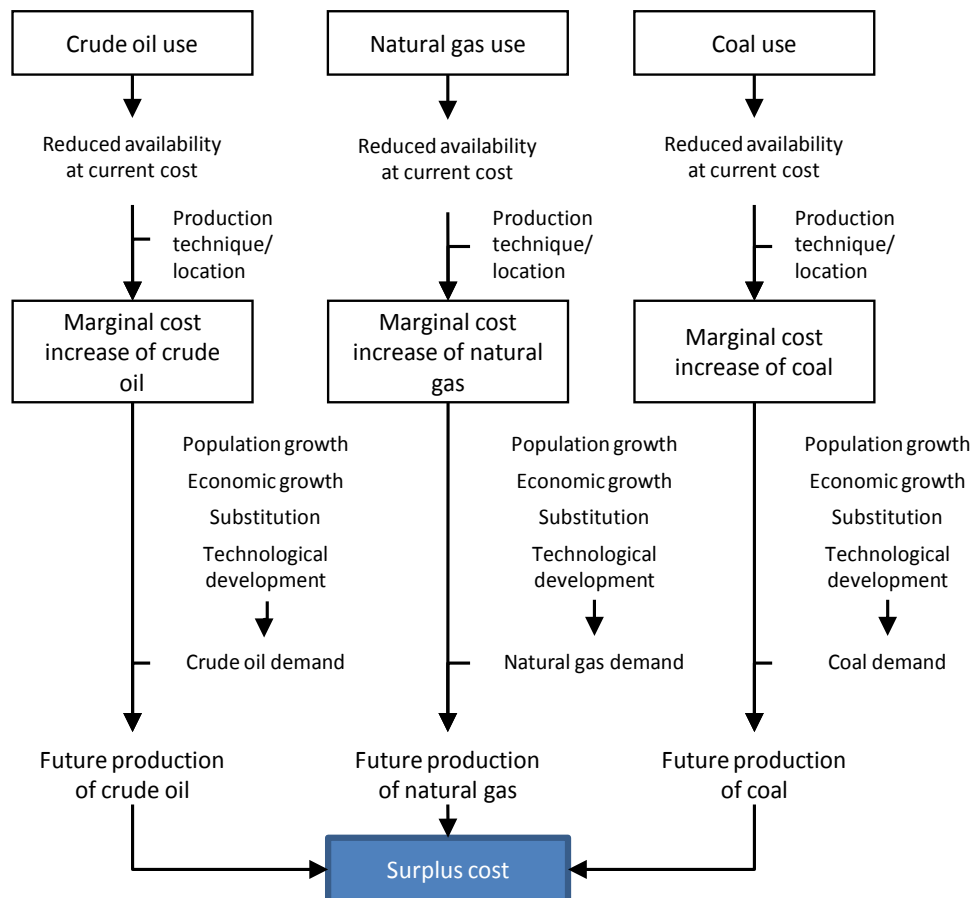 Crude oil use
Natural gas use
Coal use
Reduced availability
at current cost
Reduced availability
at current cost
Reduced availability
at current cost
Production
technique/
location
Production
technique/
location
Production
technique/
location
Marginal cost
increase of crude
oil
Marginal cost
increase of natural
gas
Marginal cost
increase of coal
Population growth
Economic growth
Substitution
Technological
development
Crude oil demand
Population growth
Economic growth
Substitution
Technological
development
Natural gas demand
Population growth
Economic growth
Substitution
Technological
development
Coal demand
Future production
of crude oil
Future production
of natural gas
Future production
of coal
Surplus cost